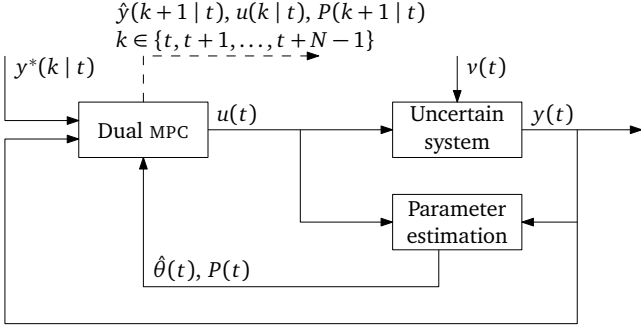 ŷ(k+1 | t), u(k | t), P(k+1 | t)
k ∈ {t, t+1, ..., t+N−1}
y*(k | t)
v(t)
Dual MPC
u(t)
Uncertain
system
y(t)
Parameter
estimation
θ̂(t), P(t)